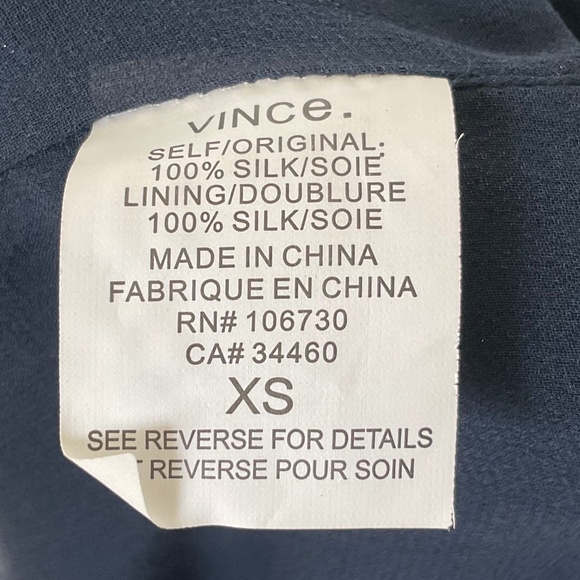 VINCe.
SELF/ORIGINAL:
100% SILK/SOIE
LINING/DOUBLURE
100% SILK/SOIE
MADE IN CHINA
FABRIQUE EN CHINA
RN# 106730
CA# 34460
XS
SEE REVERSE FOR DETAILS
REVERSE POUR SOIN